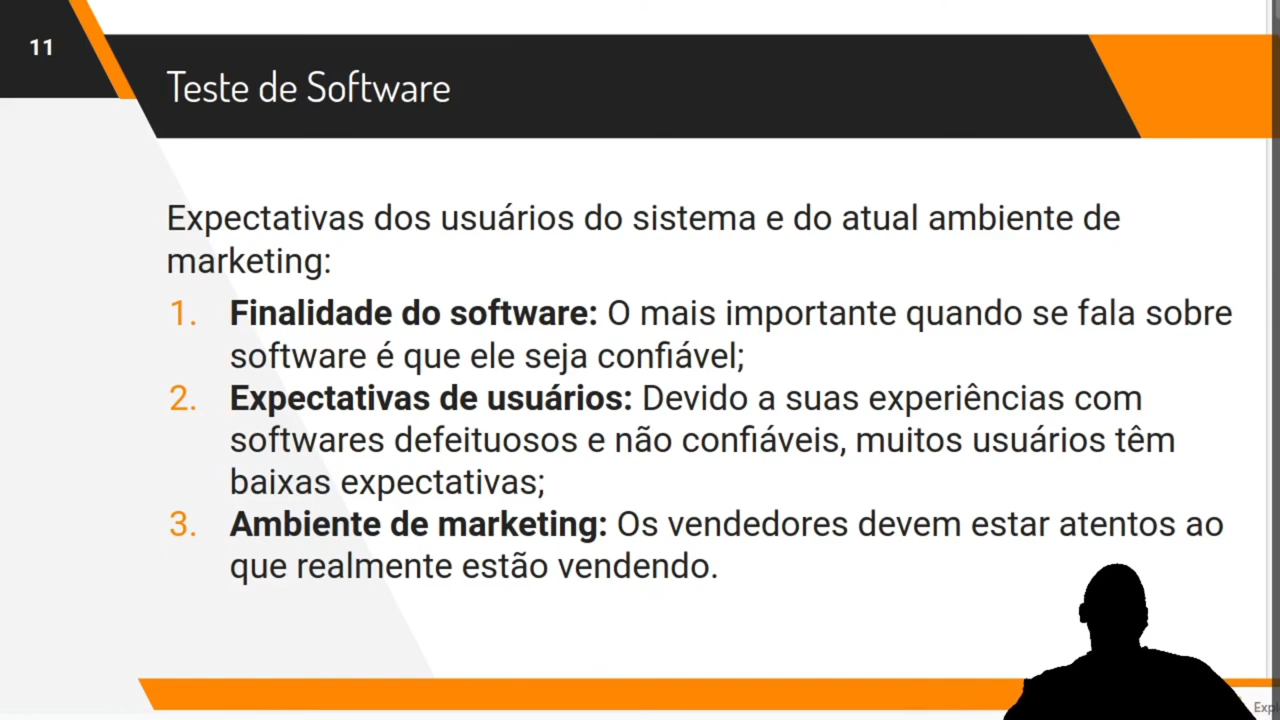 11
Teste de Software
Expectativas dos usuários do sistema e do atual ambiente de
marketing:
1. Finalidade do software: O mais importante quando se fala sobre
software é que ele seja confiável;
2. Expectativas de usuários: Devido a suas experiências com
softwares defeituosos e não confiáveis, muitos usuários têm
baixas expectativas;
3. Ambiente de marketing: Os vendedores devem estar atentos ao
que realmente estão vendendo.